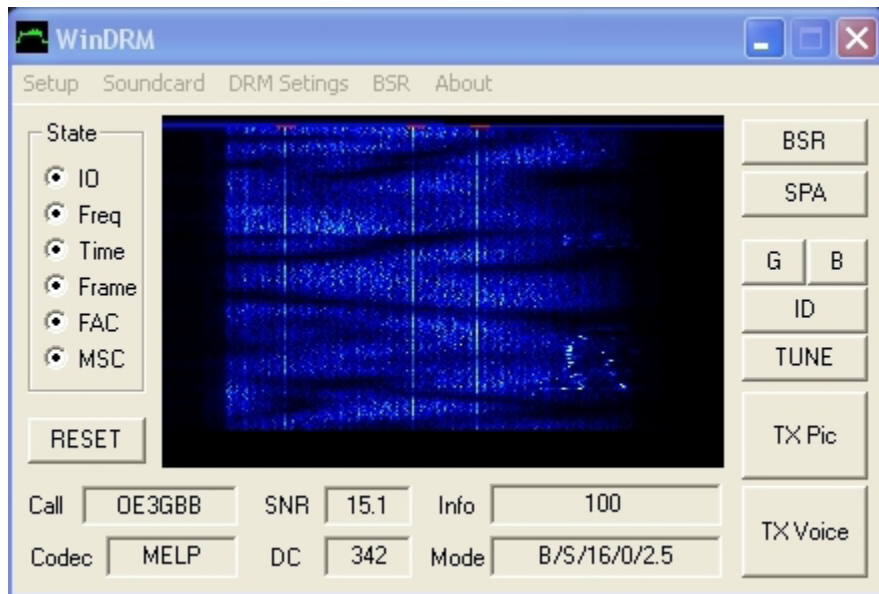 WinDRM
Setup Soundcard DRM Setings BSR About
State
IO
Freq
Time
Frame
FAC
MSC
RESET
BSR
SPA
G B
ID
TUNE
TX Pic
TX Voice
Call OE3GBB SNR 15.1 Info 100
Codec MELP DC 342 Mode B/S/16/0/2.5